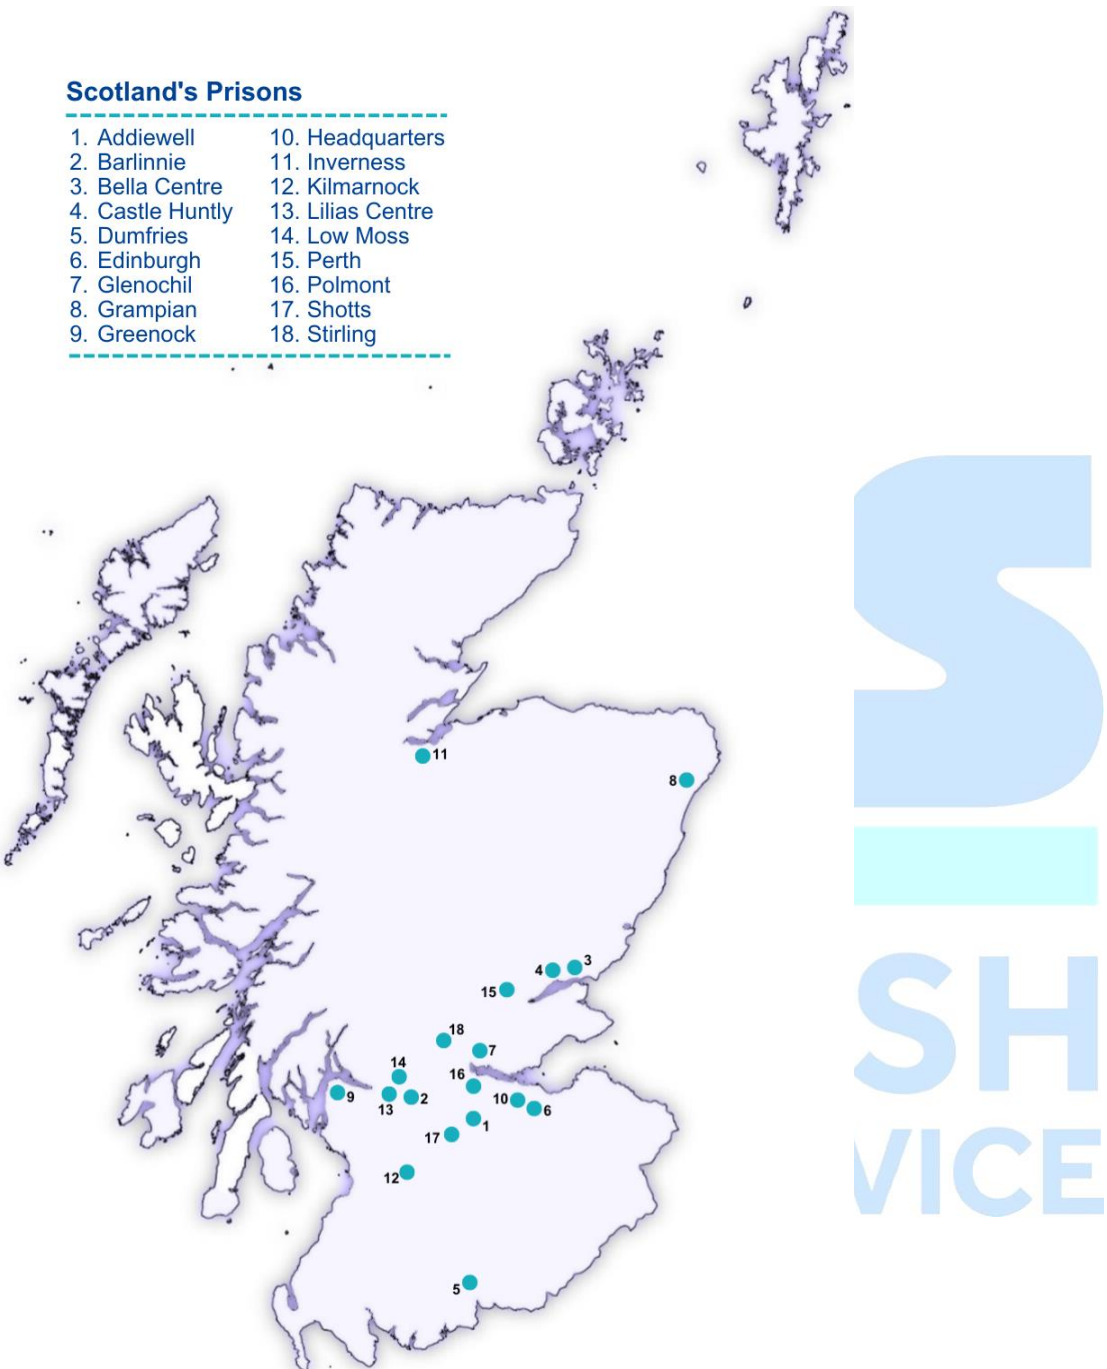 Scotland's Prisons
1. Addiewell
2. Barlinnie
3. Bella Centre
4. Castle Huntly
5. Dumfries
6. Edinburgh
7. Glenochil
8. Grampian
9. Greenock
10. Headquarters
11. Inverness
12. Kilmarnock
13. Lilias Centre
14. Low Moss
15. Perth
16. Polmont
17. Shotts
18. Stirling
11
8
3
4
15
18
7
14
16
9
13
2
10
6
1
17
12
5
S
SH
VICE